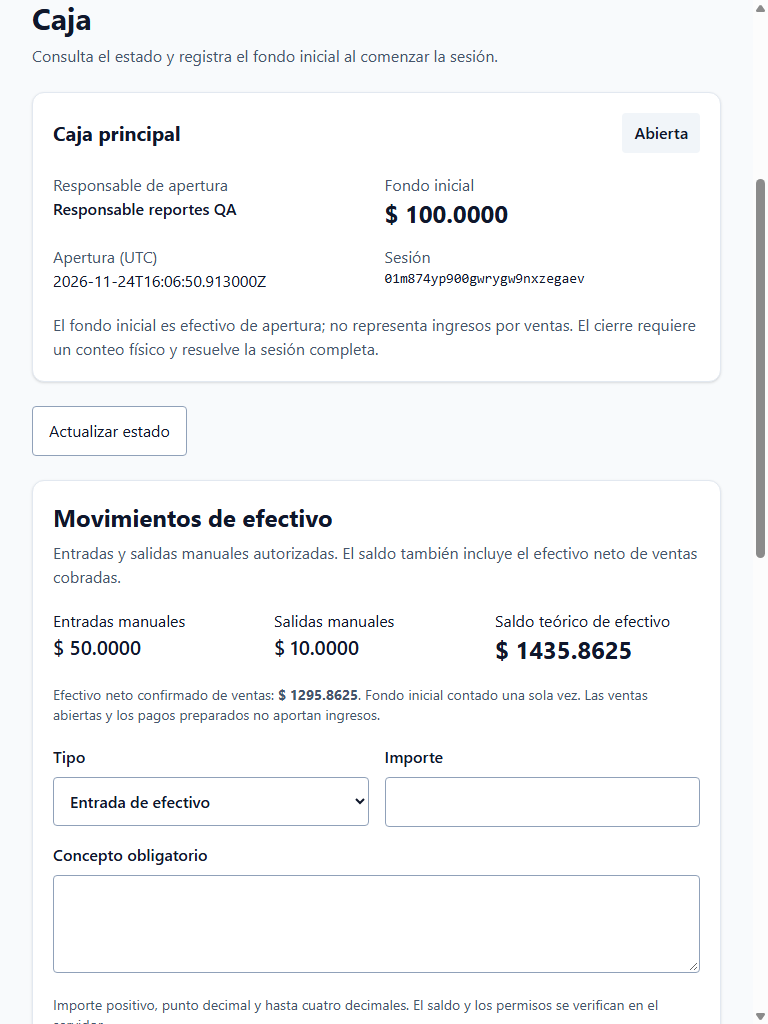 Caja
Consulta el estado y registra el fondo inicial al comenzar la sesión.
Caja principal
Abierta
Responsable de apertura
Responsable reportes QA
Fondo inicial
$ 100.0000
Apertura (UTC)
2026-11-24T16:06:50.913000Z
Sesión
01m874yp900gwrygw9nxzegaev
El fondo inicial es efectivo de apertura; no representa ingresos por ventas. El cierre requiere
un conteo físico y resuelve la sesión completa.
Actualizar estado
Movimientos de efectivo
Entradas y salidas manuales autorizadas. El saldo también incluye el efectivo neto de ventas
cobradas.
Entradas manuales
$ 50.0000
Salidas manuales
$ 10.0000
Saldo teórico de efectivo
$ 1435.8625
Efectivo neto confirmado de ventas: $ 1295.8625. Fondo inicial contado una sola vez. Las ventas
abiertas y los pagos preparados no aportan ingresos.
Tipo
Entrada de efectivo
Importe
Concepto obligatorio
Importe positivo, punto decimal y hasta cuatro decimales. El saldo y los permisos se verifican en el